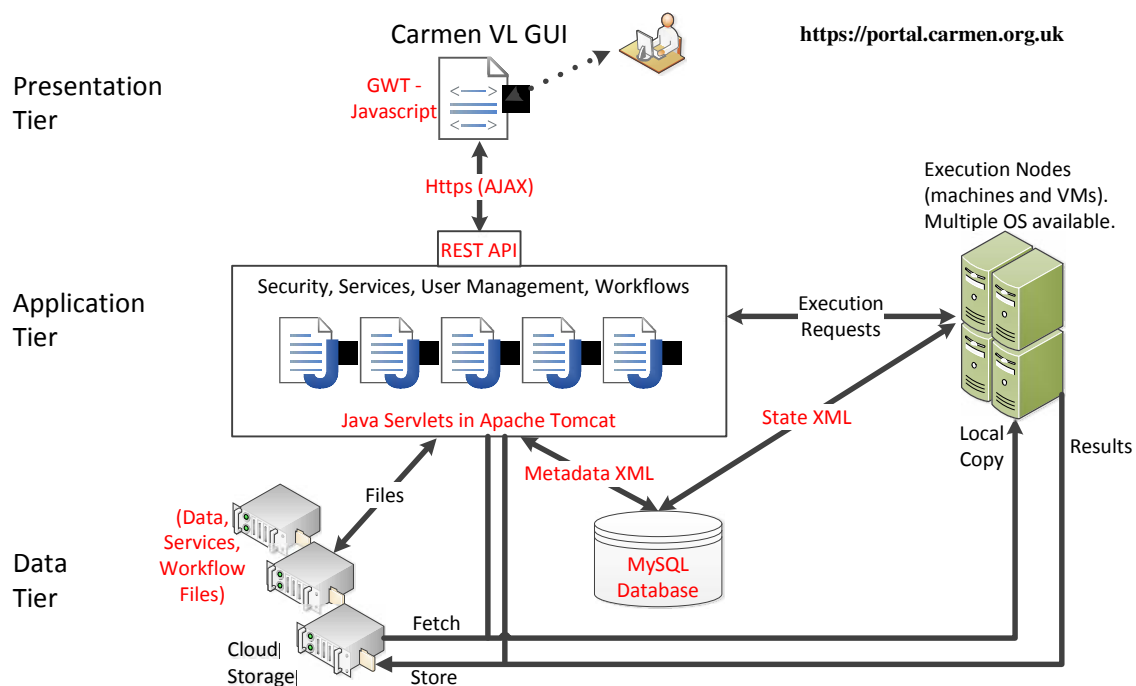 Carmen VL GUI
https://portal.carmen.org.uk
Presentation
Tier
GWT -
Javascript
Https (AJAX)
REST API
Execution Nodes
(machines and VMs).
Multiple OS available.
Application
Tier
Security, Services, User Management, Workflows
Java Servlets in Apache Tomcat
Execution
Requests
State XML
Local
Copy
Results
Metadata XML
Files
(Data,
Services,
Workflow
Files)
Data
Tier
MySQL
Database
Fetch
Cloud
Storage
Store